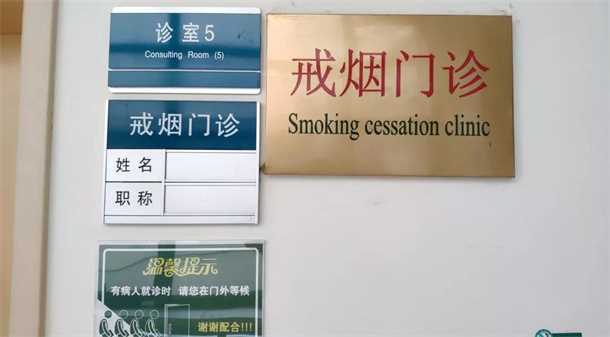 诊室5
Consulting Room (5)
戒烟门诊
Smoking cessation clinic
戒烟门诊
姓名
职称
温馨提示
有病人就诊时 请您在门外等候
谢谢配合!!!